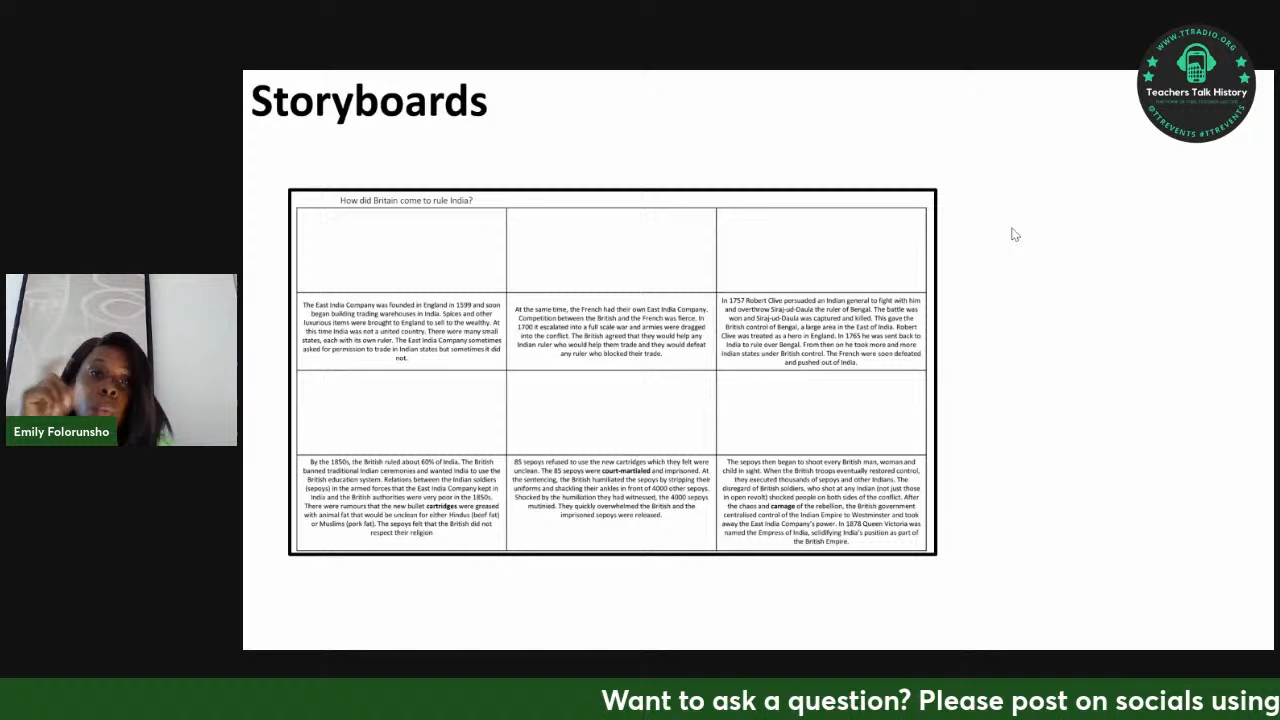 Storyboards
WWW.TTRADIO.ORG
Teachers Talk History
@TTREVENTS #TTREVENTS
How did Britain come to rule India?
The East India Company was founded in England in 1599 and soon
began building trading warehouses in India. Spices and other
luxurious items were brought to England to sell to the wealthy. At
this time India was not a united country. There were many small
states, each with its own ruler. The East India Company sometimes
asked for permission to trade in Indian states but sometimes it did
not.
At the same time, the French had their own East India Company.
Competition between the British and the French was fierce. In
1700 it escalated into a full scale war and armies were dragged
into the conflict. The British agreed that they would help any
Indian ruler who would help them trade and they would defeat
any ruler who blocked their trade.
In 1757 Robert Clive persuaded an Indian general to fight with him
and overthrow Siraj-ud-Daula the ruler of Bengal. The battle was
won and Siraj-ud-Daula was captured and killed. This gave the
British control of Bengal, a large area in the East of India. Robert
Clive was treated as a hero in England. In 1765 he was sent back to
India to rule over Bengal. From then on he took more and more
Indian states under British control. The French were soon defeated
and pushed out of India.
By the 1850s, the British ruled about 60% of India. The British
banned traditional Indian ceremonies and wanted India to use the
British education system. Relations between the Indian soldiers
(sepoys) in the armed forces that the East India Company kept in
India and the British authorities were very poor in the 1850s.
There were rumours that the new bullet cartridges were greased
with animal fat that would be unclean for either Hindus (beef fat)
or Muslims (pork fat). The sepoys felt that the British did not
respect their religion
85 sepoys refused to use the new cartridges which they felt were
unclean. The 85 sepoys were court-martialed and imprisoned. At
the sentencing, the British humiliated the sepoys by stripping their
uniforms and shackling their ankles in front of 4000 other sepoys.
Shocked by the humiliation they had witnessed, the 4000 sepoys
mutinied. They quickly overwhelmed the British and the
imprisoned sepoys were released.
The sepoys then began to shoot every British man, woman and
child in sight. When the British troops eventually restored control,
they executed thousands of sepoys and other Indians. The
disregard of British soldiers, who shot at any Indian (not just those
in open revolt) shocked people on both sides of the conflict. After
the chaos and carnage of the rebellion, the British government
centralised control of the Indian Empire to Westminster and took
away the East India Company's power. In 1878 Queen Victoria was
named the Empress of India, solidifying India's position as part of
the British Empire.
Emily Folorunsho
Want to ask a question? Please post on socials using